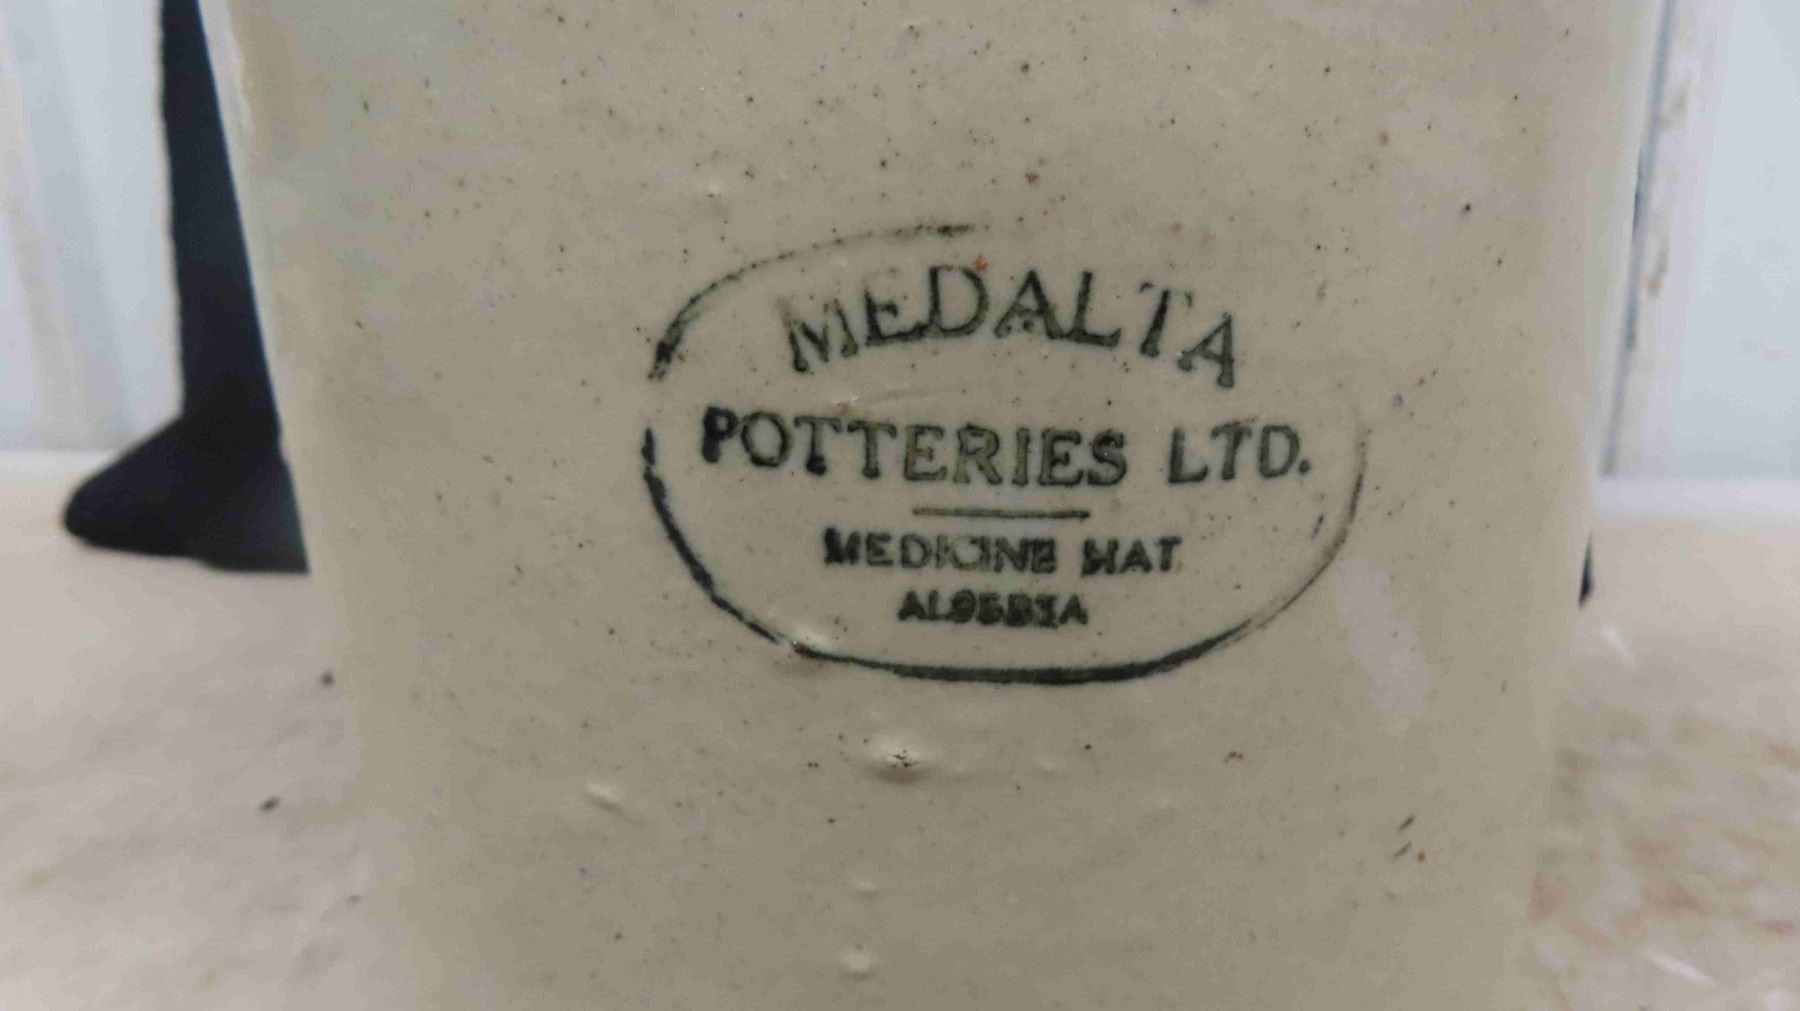 MEDALTA
POTTERIES LTD.
MEDICINE HAT
ALBERTA